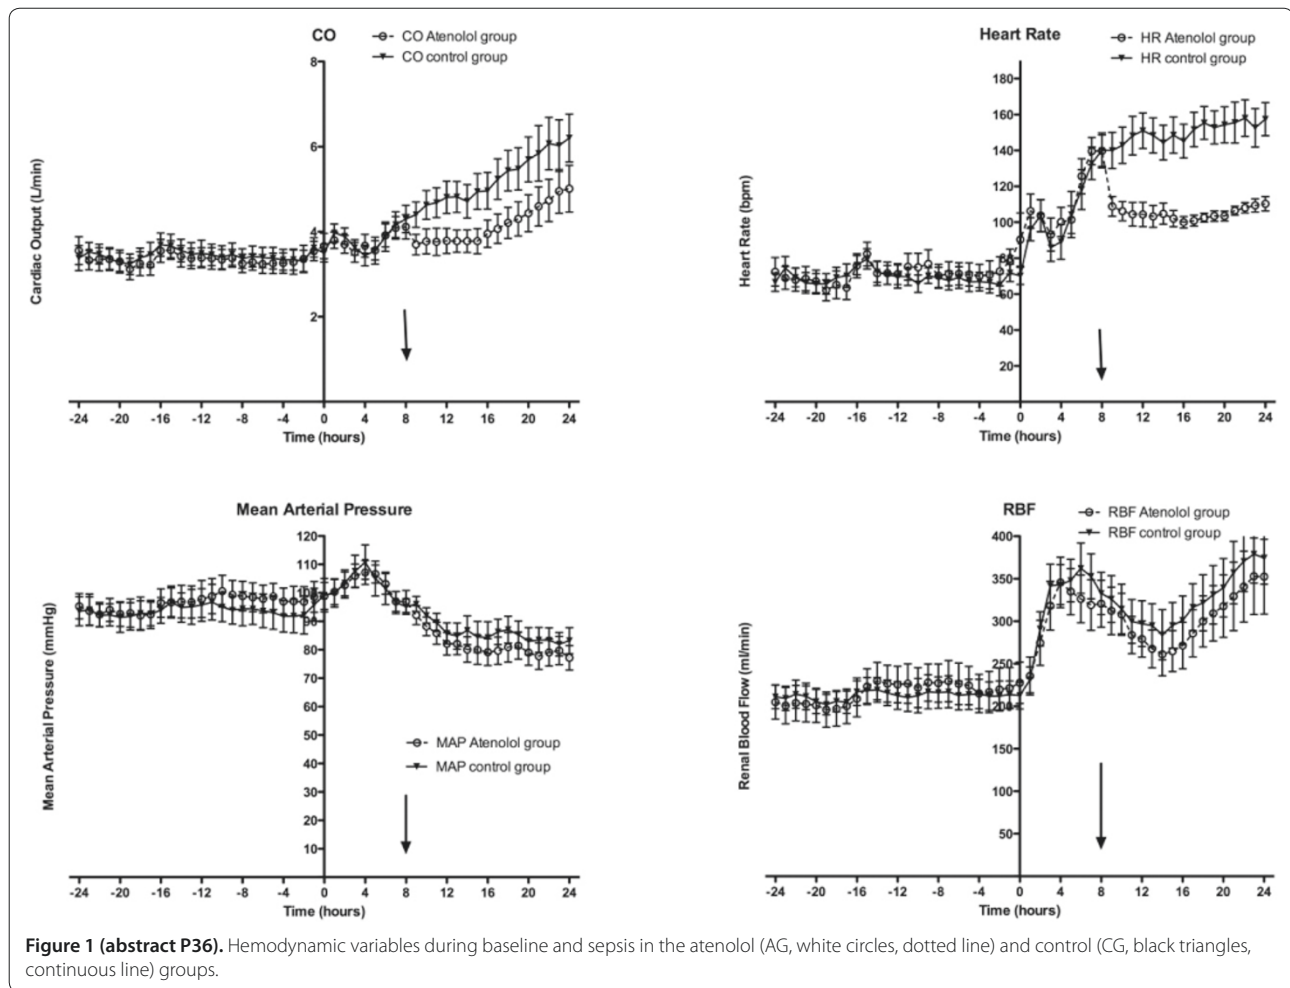 CO
CO Atenolol group
CO control group
8
6
4
2
Cardiac Output (L/min)
-24 -20 -16 -12 -8 -4 0 4 8 12 16 20 24
Time (hours)
Heart Rate
HR Atenolol group
HR control group
180
160
140
120
100
80
60
40
20
Heart Rate (bpm)
-24 -20 -16 -12 -8 -4 0 4 8 12 16 20 24
Time (hours)
Mean Arterial Pressure
120
110
100
90
80
70
60
50
40
30
20
10
Mean Arterial Pressure (mmHg)
MAP Atenolol group
MAP control group
-24 -20 -16 -12 -8 -4 0 4 8 12 16 20 24
Time (hours)
RBF
RBF Atenolol group
RBF control group
400
350
300
250
200
150
100
50
Renal Blood Flow (ml/min)
-24 -20 -16 -12 -8 -4 0 4 8 12 16 20 24
Time (hours)
Figure 1 (abstract P36). Hemodynamic variables during baseline and sepsis in the atenolol (AG, white circles, dotted line) and control (CG, black triangles,
continuous line) groups.